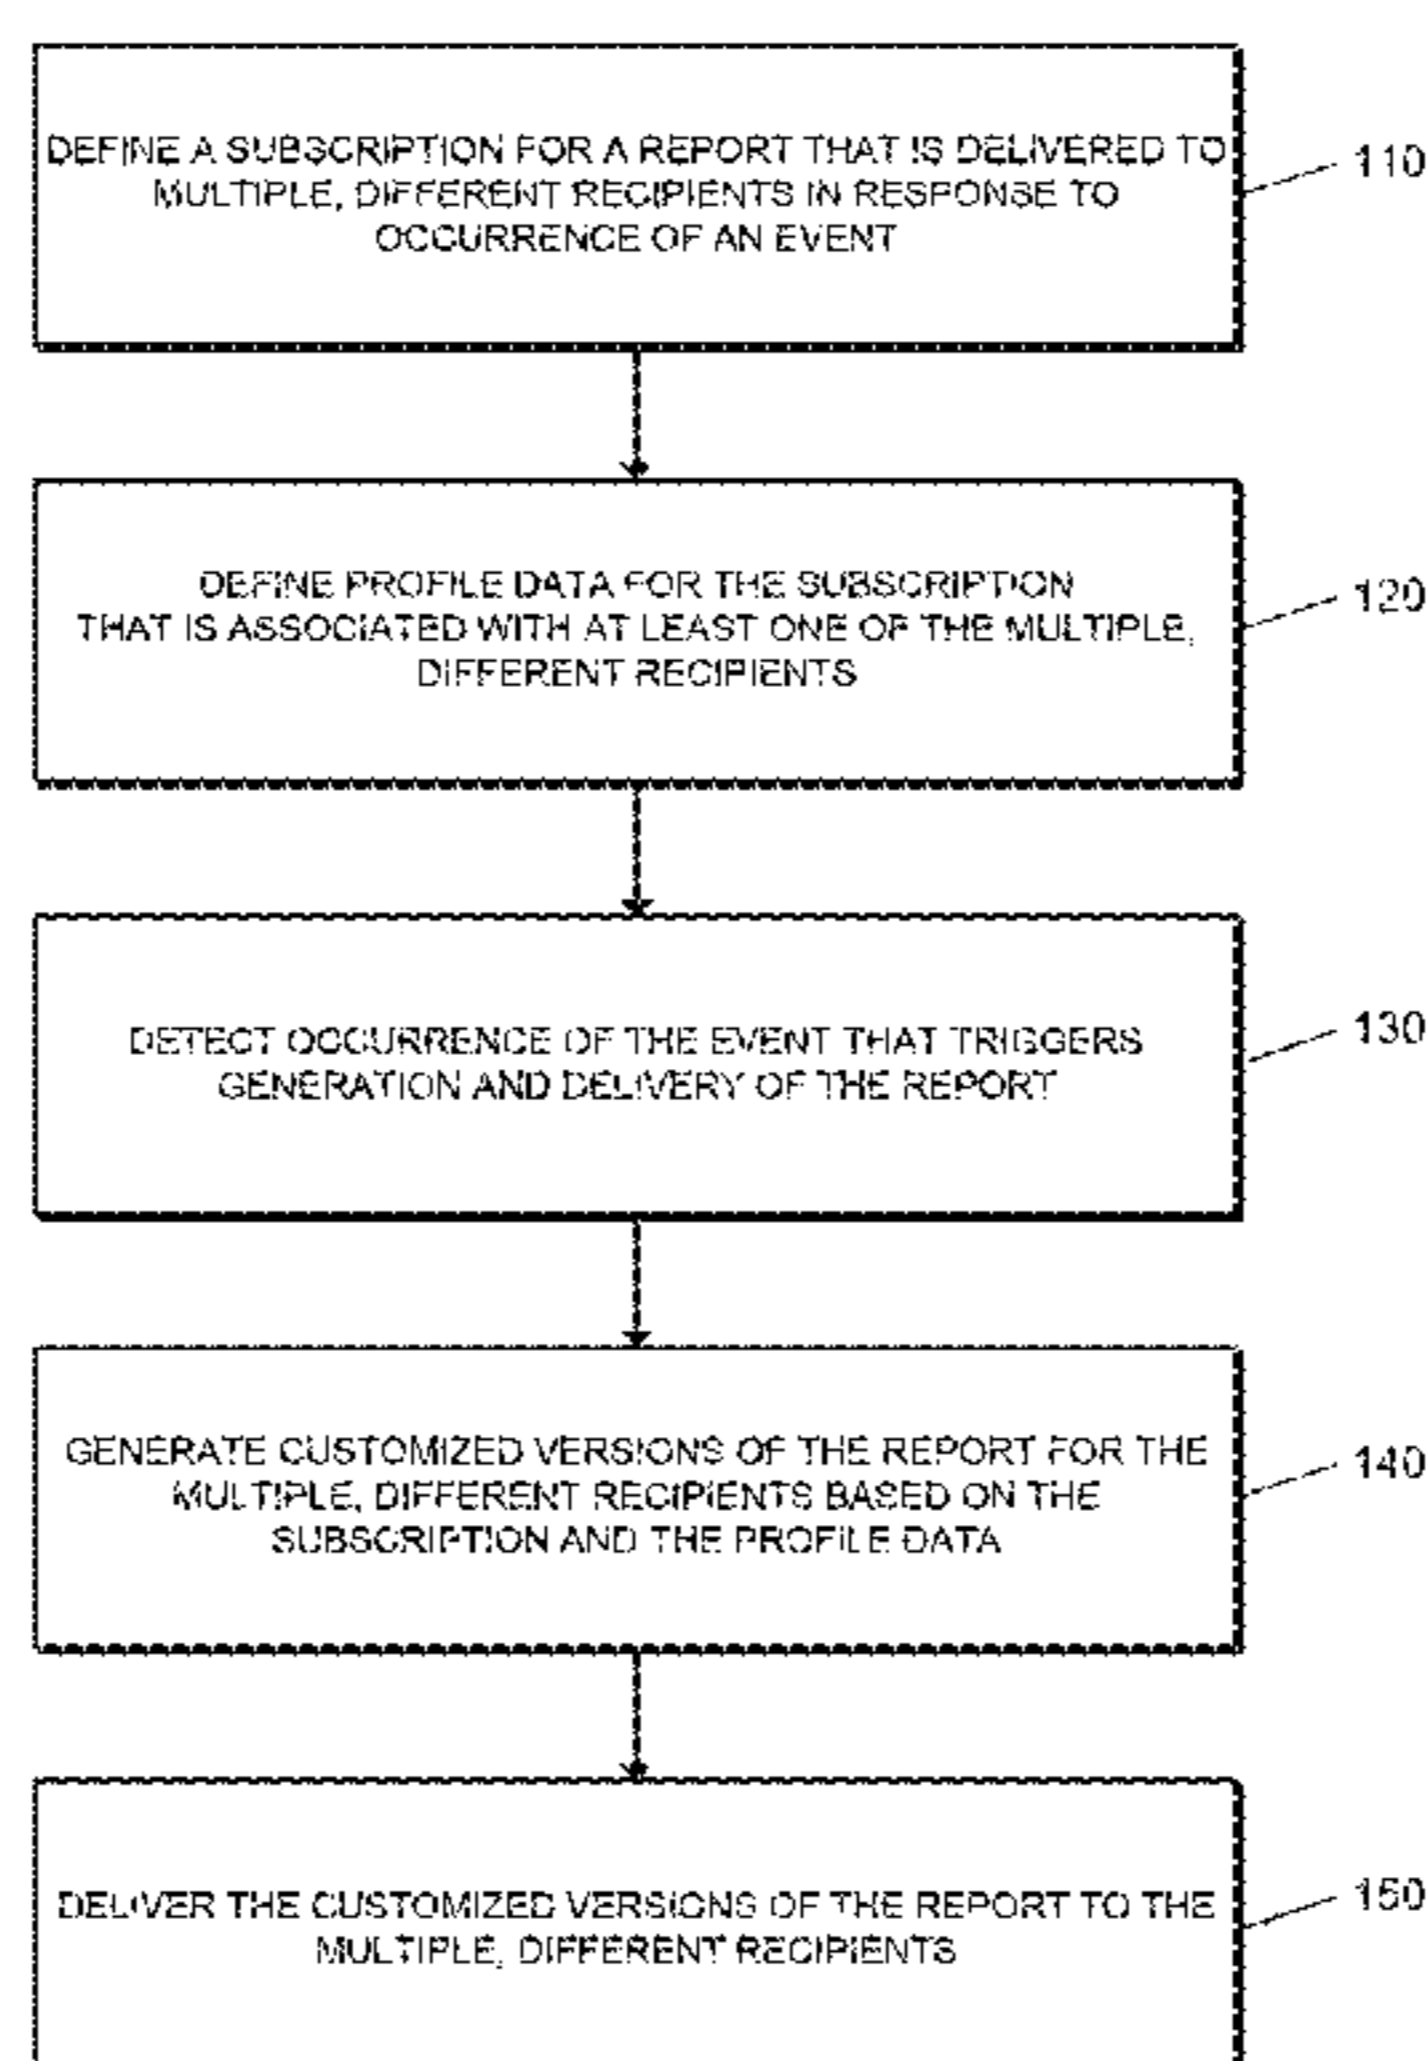 DEFINE A SUBSCRIPTION FOR A REPORT THAT IS DELIVERED TO
MULTIPLE, DIFFERENT RECIPIENTS IN RESPONSE TO
OCCURRENCE OF AN EVENT
110
DEFINE PROFILE DATA FOR THE SUBSCRIPTION
THAT IS ASSOCIATED WITH AT LEAST ONE OF THE MULTIPLE,
DIFFERENT RECIPIENTS
120
DETECT OCCURRENCE OF THE EVENT THAT TRIGGERS
GENERATION AND DELIVERY OF THE REPORT
130
GENERATE CUSTOMIZED VERSIONS OF THE REPORT FOR THE
MULTIPLE, DIFFERENT RECIPIENTS BASED ON THE
SUBSCRIPTION AND THE PROFILE DATA
140
DELIVER THE CUSTOMIZED VERSIONS OF THE REPORT TO THE
MULTIPLE, DIFFERENT RECIPIENTS
150